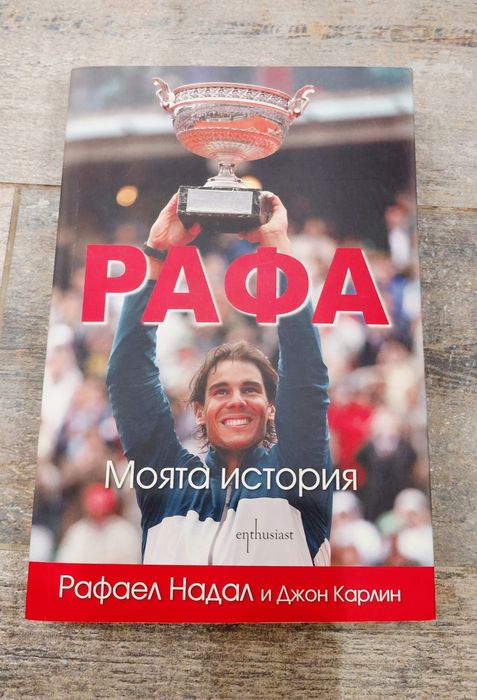 РАФА
Моята история
enthusiast
Рафаел Надал и Джон Карлин